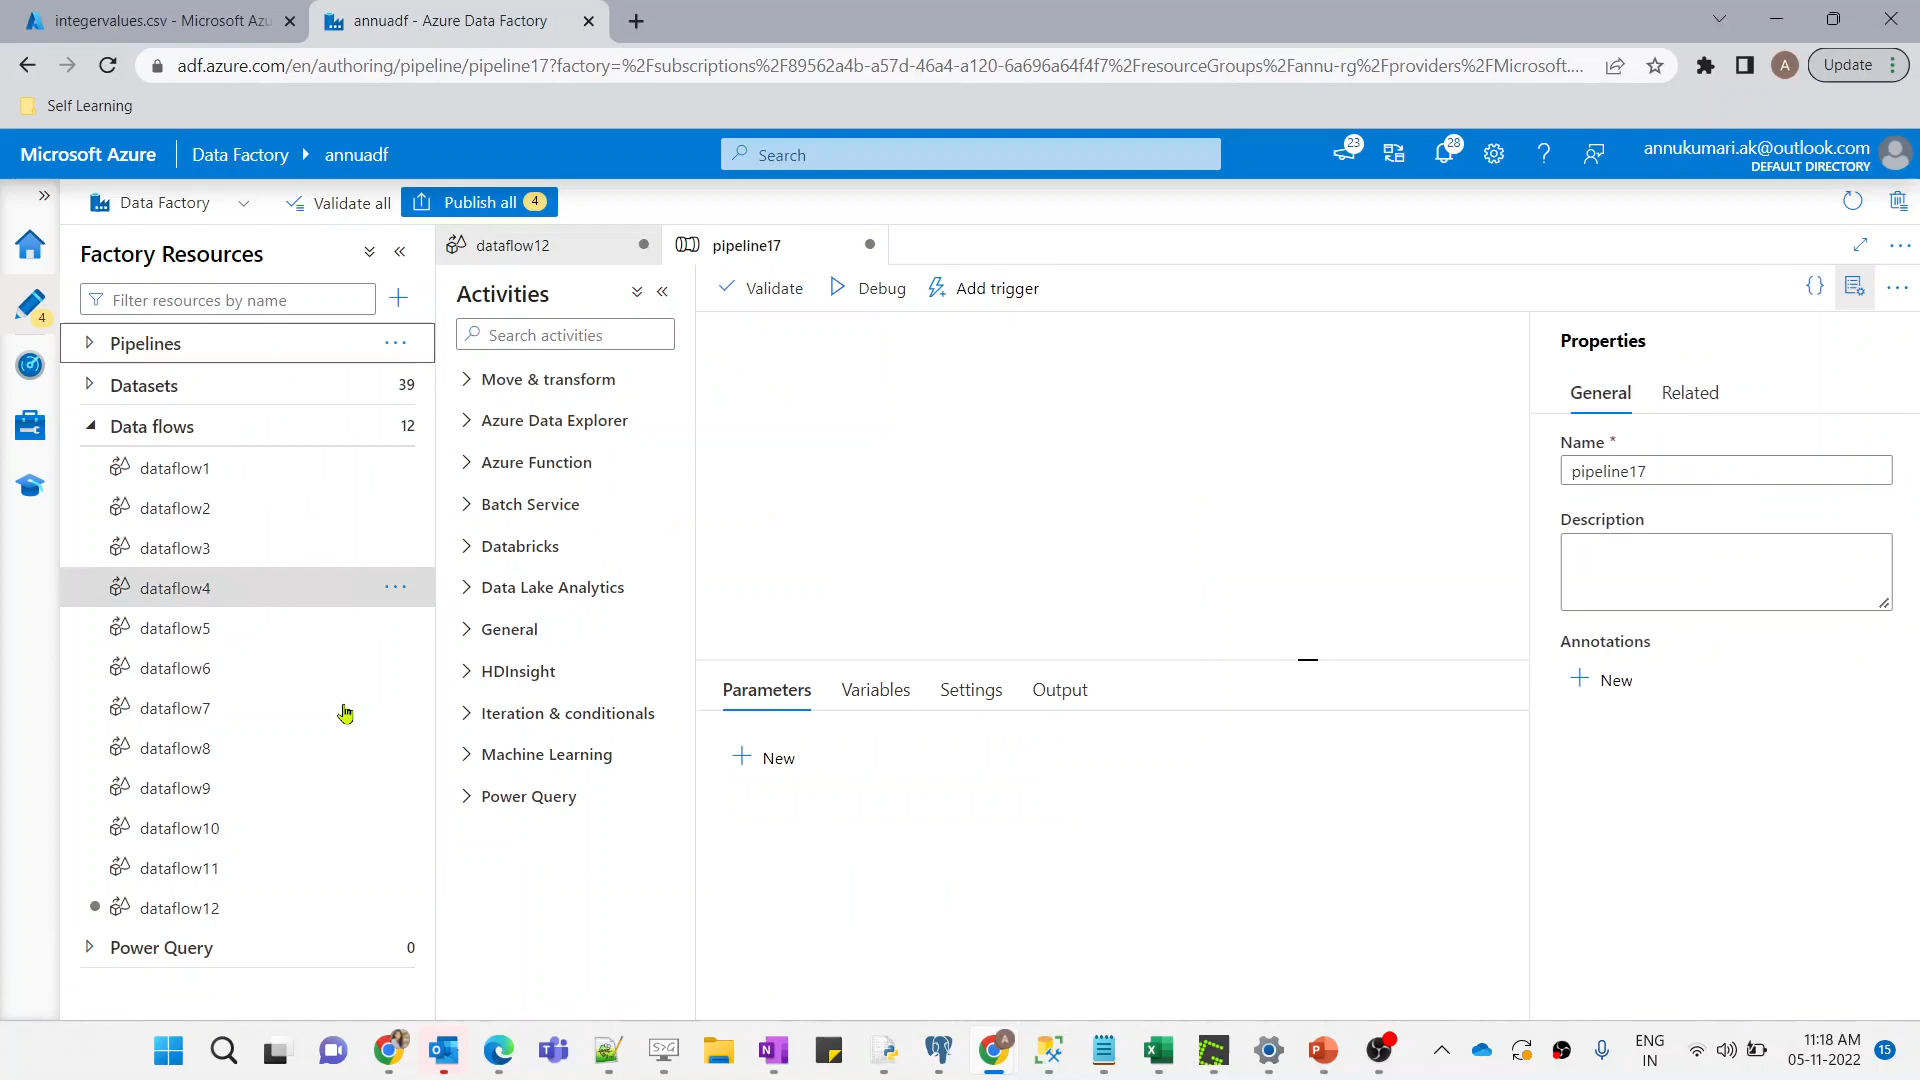 integervalues.csv - Microsoft Azu
annuadf - Azure Data Factory
adf.azure.com/en/authoring/pipeline/pipeline17?factory=%2Fsubscriptions%2F89562a4b-a57d-46a4-a120-6a696a64f4f7%2FresourceGroups%2Fannu-rg%2Fproviders%2FMicrosoft....
A
Update
Self Learning
Microsoft Azure
Data Factory
annuadf
Search
23
28
annukumari.ak@outlook.com
DEFAULT DIRECTORY
Data Factory
Validate all
Publish all 4
Factory Resources
Filter resources by name
4
Pipelines
Datasets 39
Data flows 12
dataflow1
dataflow2
dataflow3
dataflow4
dataflow5
dataflow6
dataflow7
dataflow8
dataflow9
dataflow10
dataflow11
dataflow12
Power Query 0
dataflow12
pipeline17
Activities
Search activities
Move & transform
Azure Data Explorer
Azure Function
Batch Service
Databricks
Data Lake Analytics
General
HDInsight
Iteration & conditionals
Machine Learning
Power Query
Validate
Debug
Add trigger
Parameters
Variables
Settings
Output
New
Properties
General
Related
Name *
pipeline17
Description
Annotations
New
ENG
IN
11:18 AM
05-11-2022
15